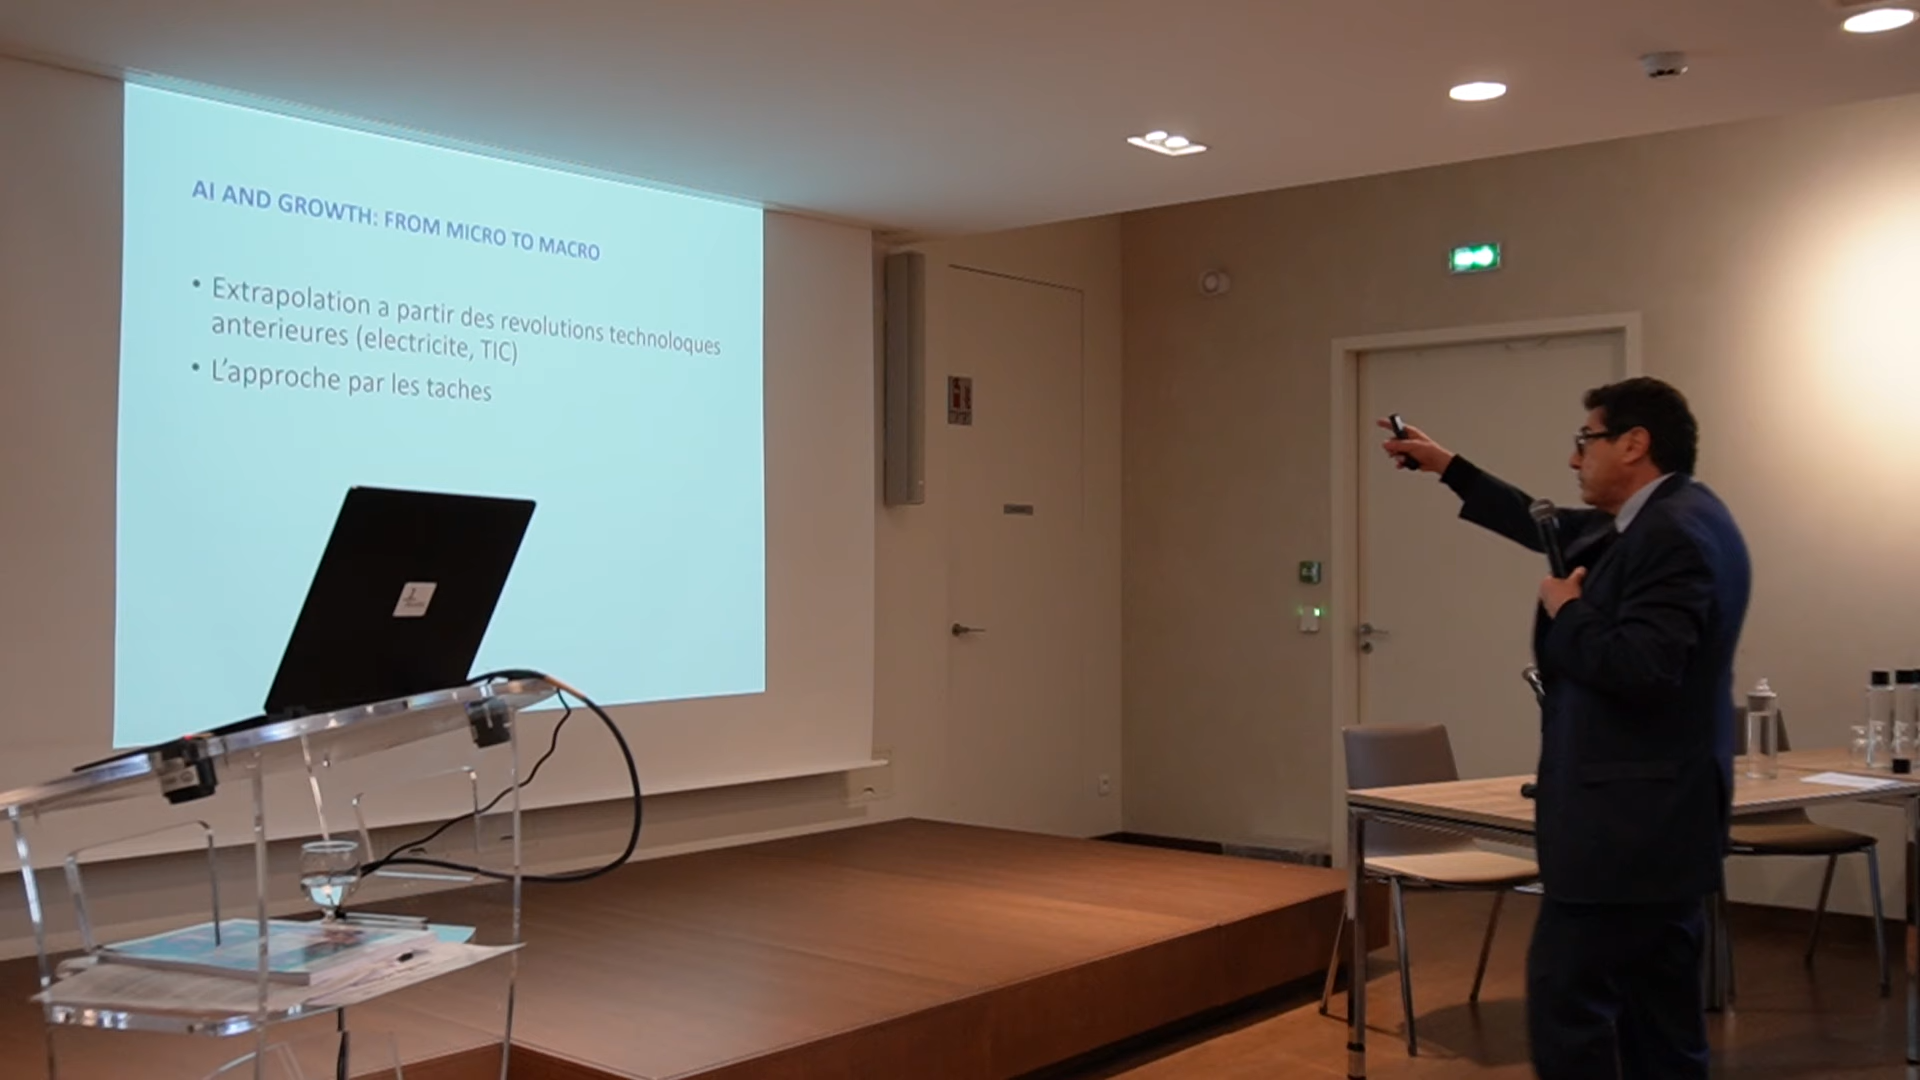 AI AND GROWTH: FROM MICRO TO MACRO
• Extrapolation a partir des revolutions technoloques
anterieures (electricite, TIC)
• L'approche par les taches